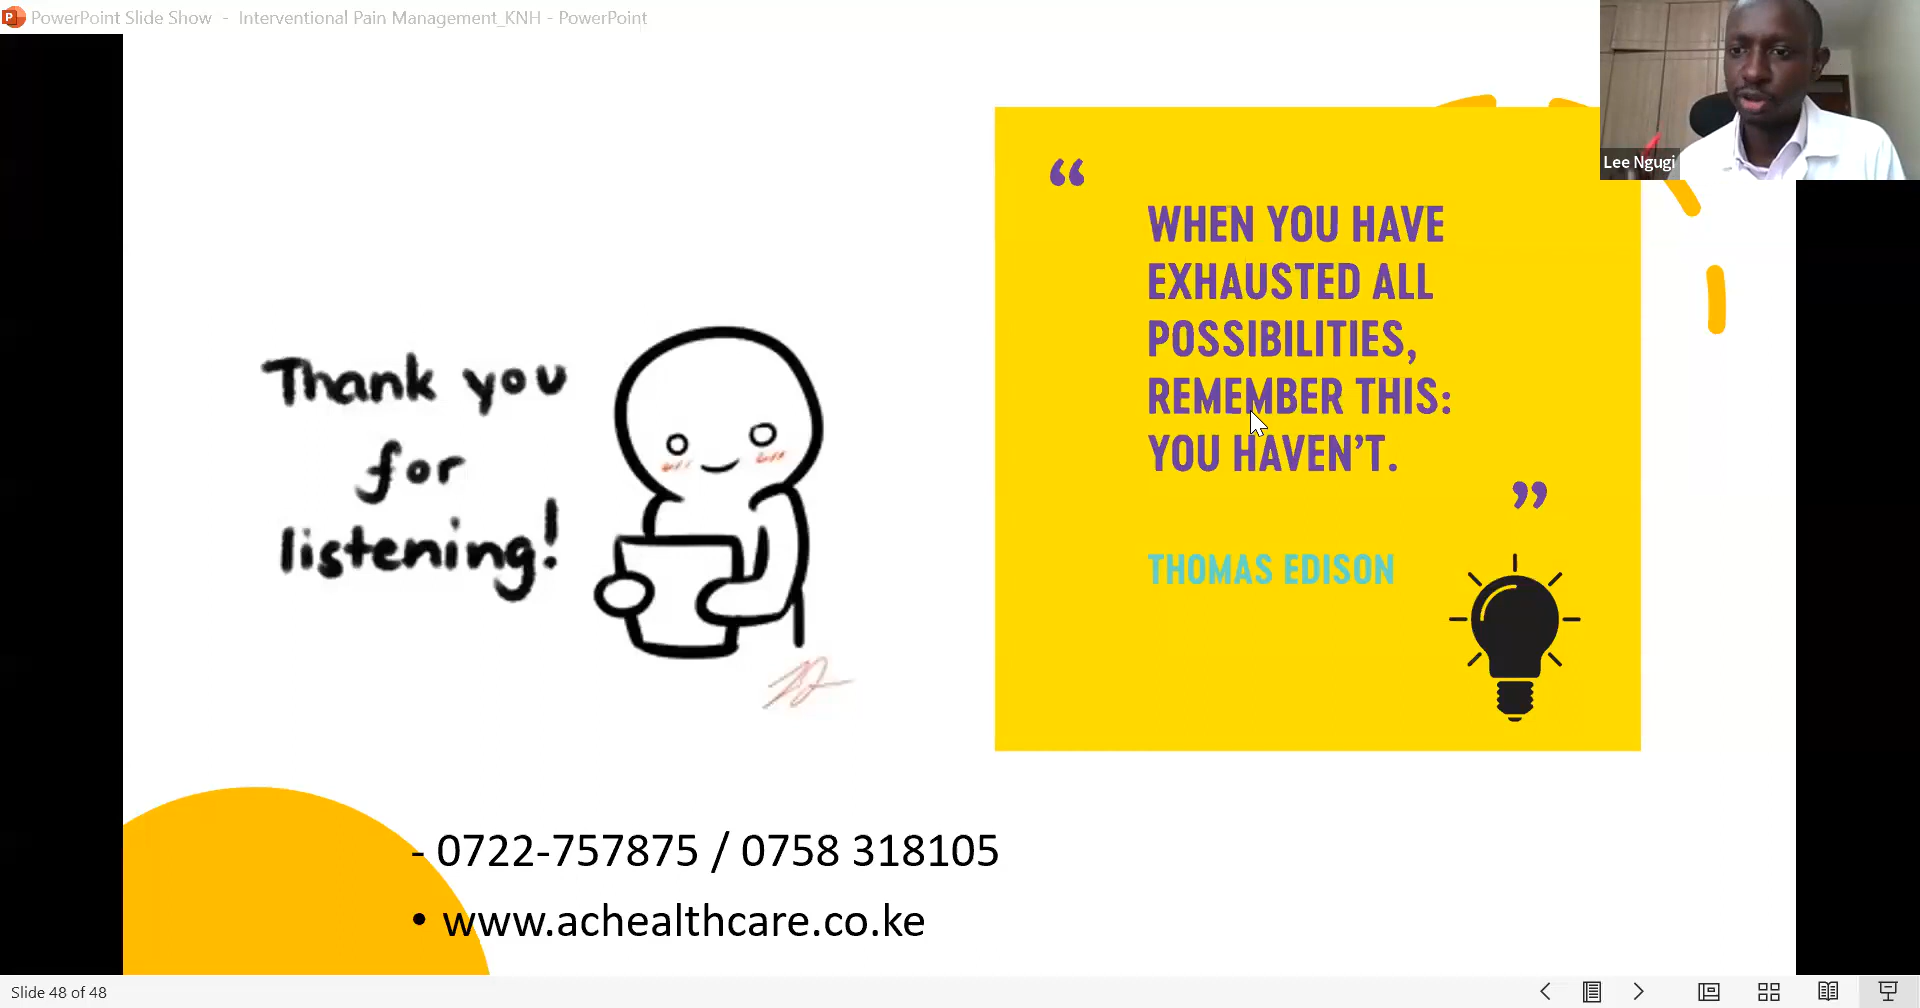 PowerPoint Slide Show - Interventional Pain Management_KNH - PowerPoint
Lee Ngugi
Thank you
for
listening!
“
WHEN YOU HAVE
EXHAUSTED ALL
POSSIBILITIES,
REMEMBER THIS:
YOU HAVEN’T.
”
THOMAS EDISON
- 0722-757875 / 0758 318105
• www.achealthcare.co.ke
Slide 48 of 48